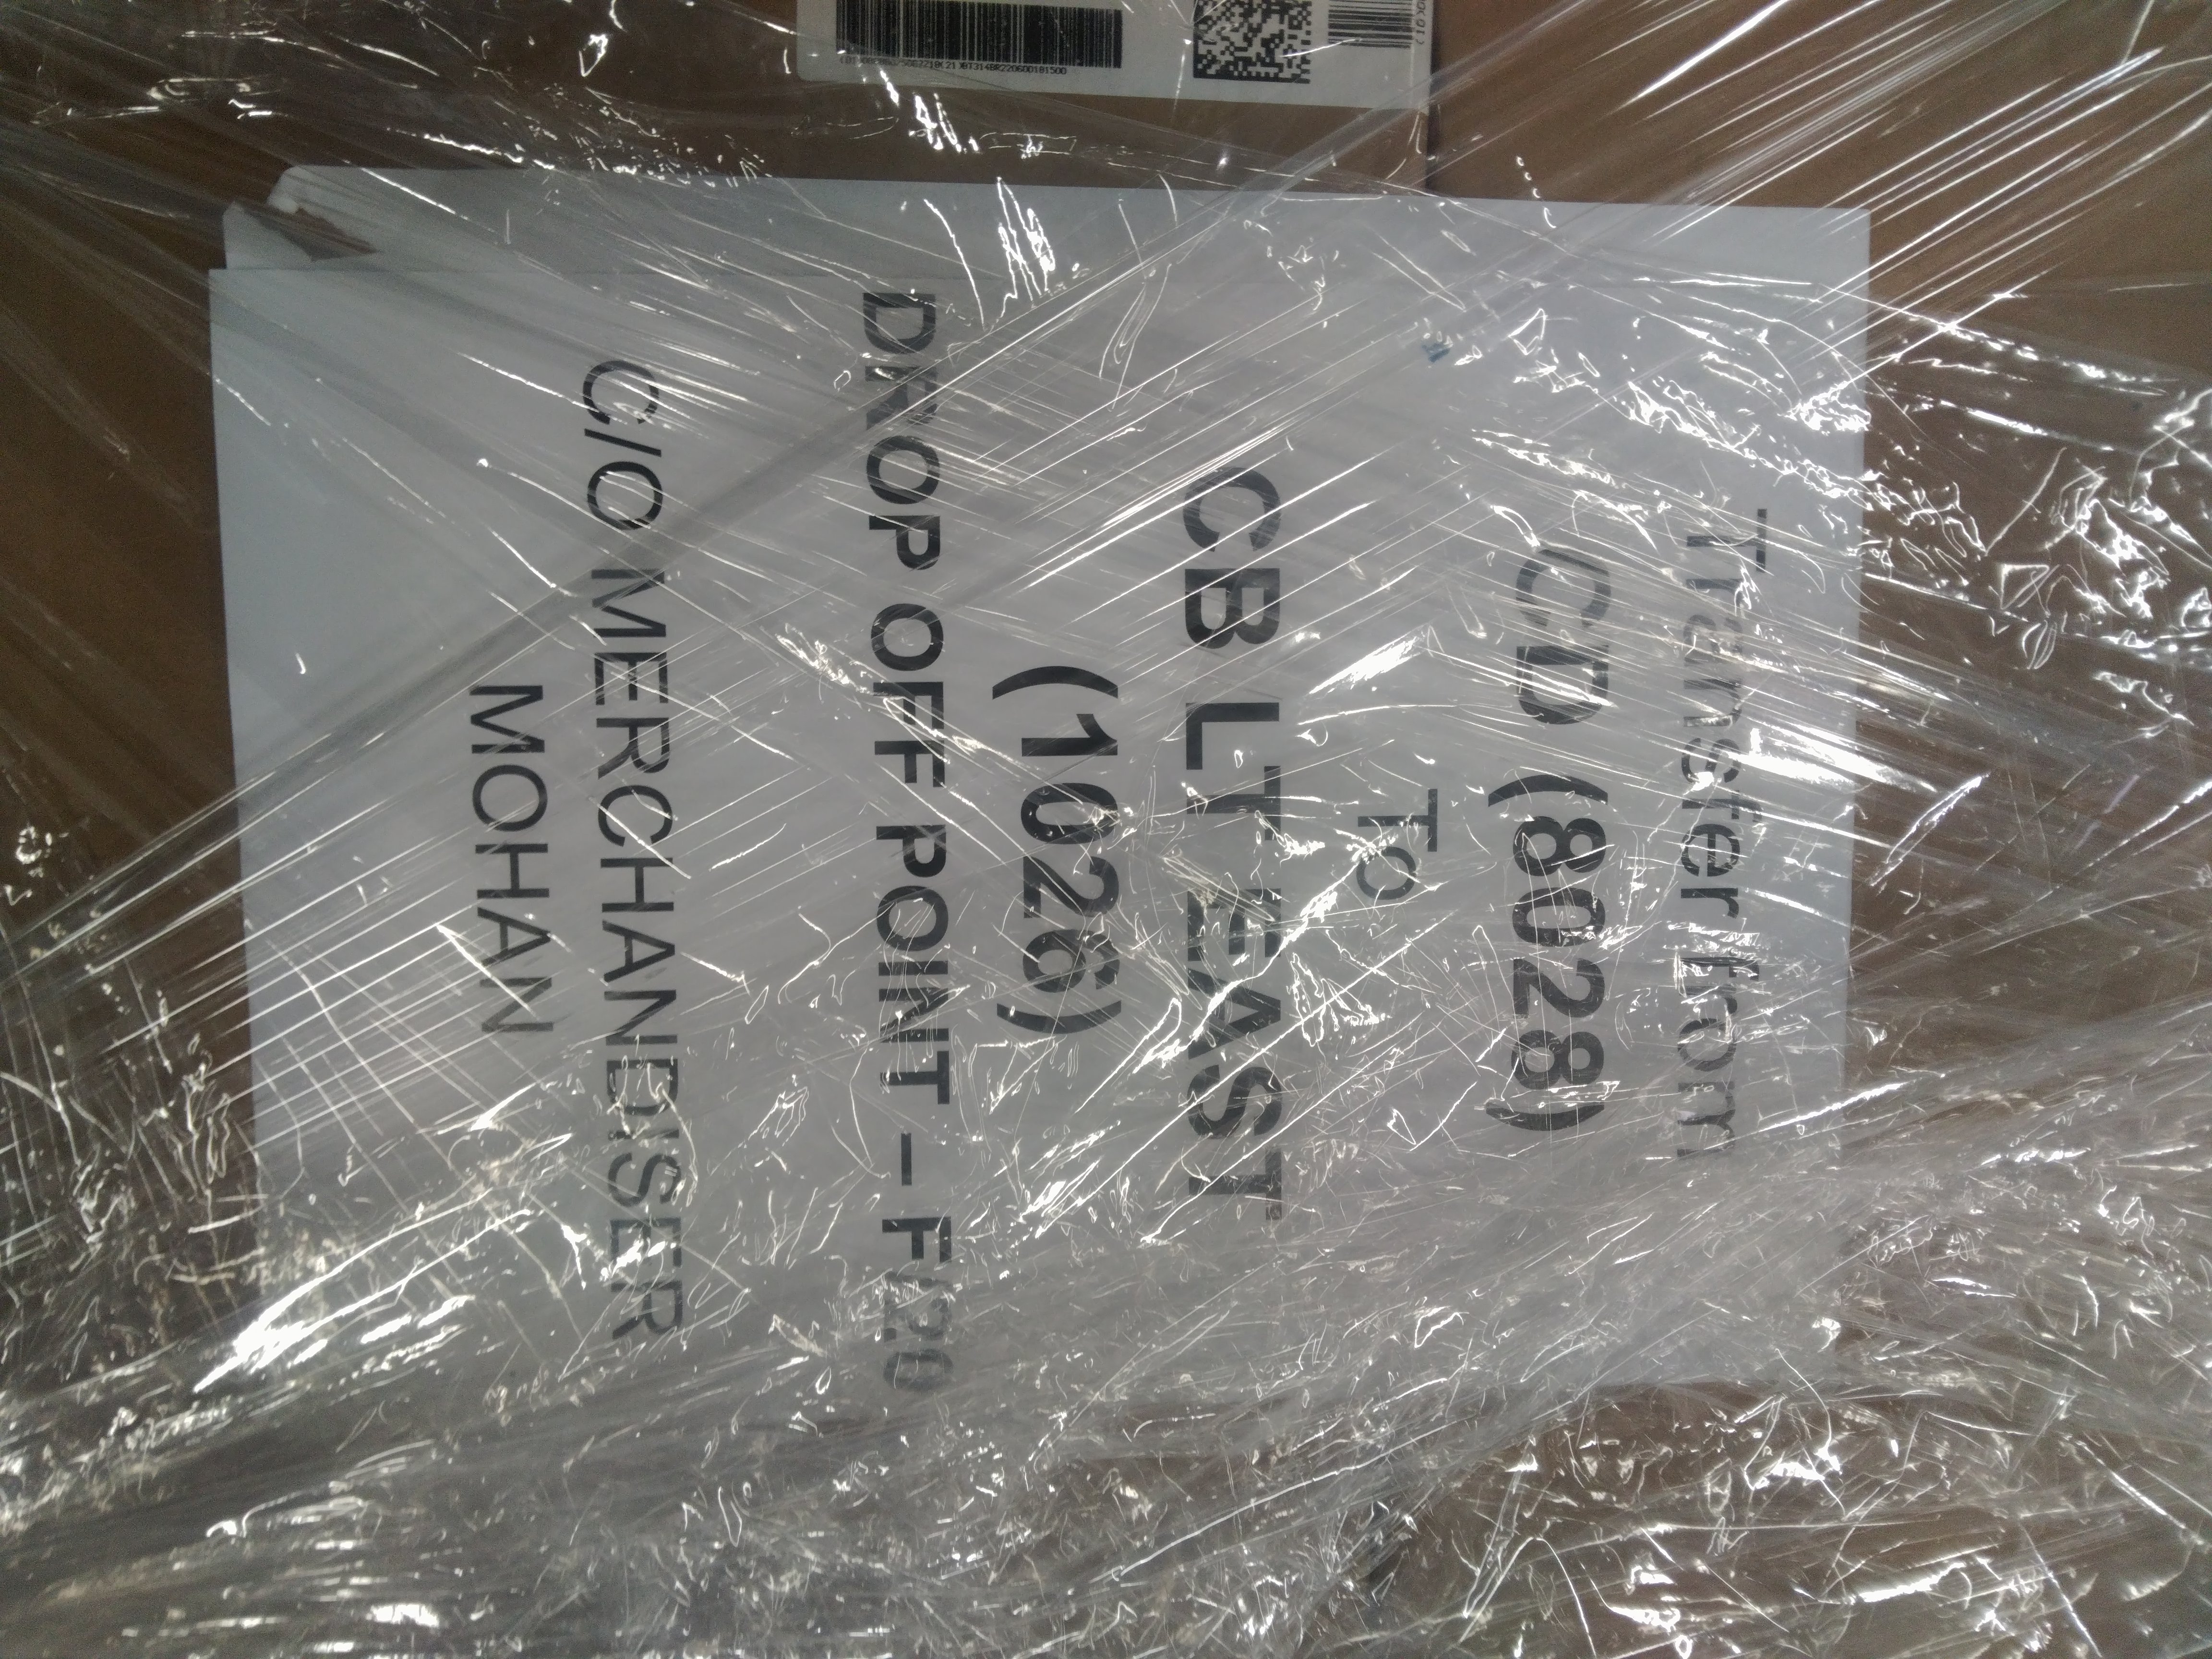 Transfer from
CD (8028)
To
CB LT EAST
(1026)
DROP OFF POINT – F20
C/O MERCHANDISER
MOHAN